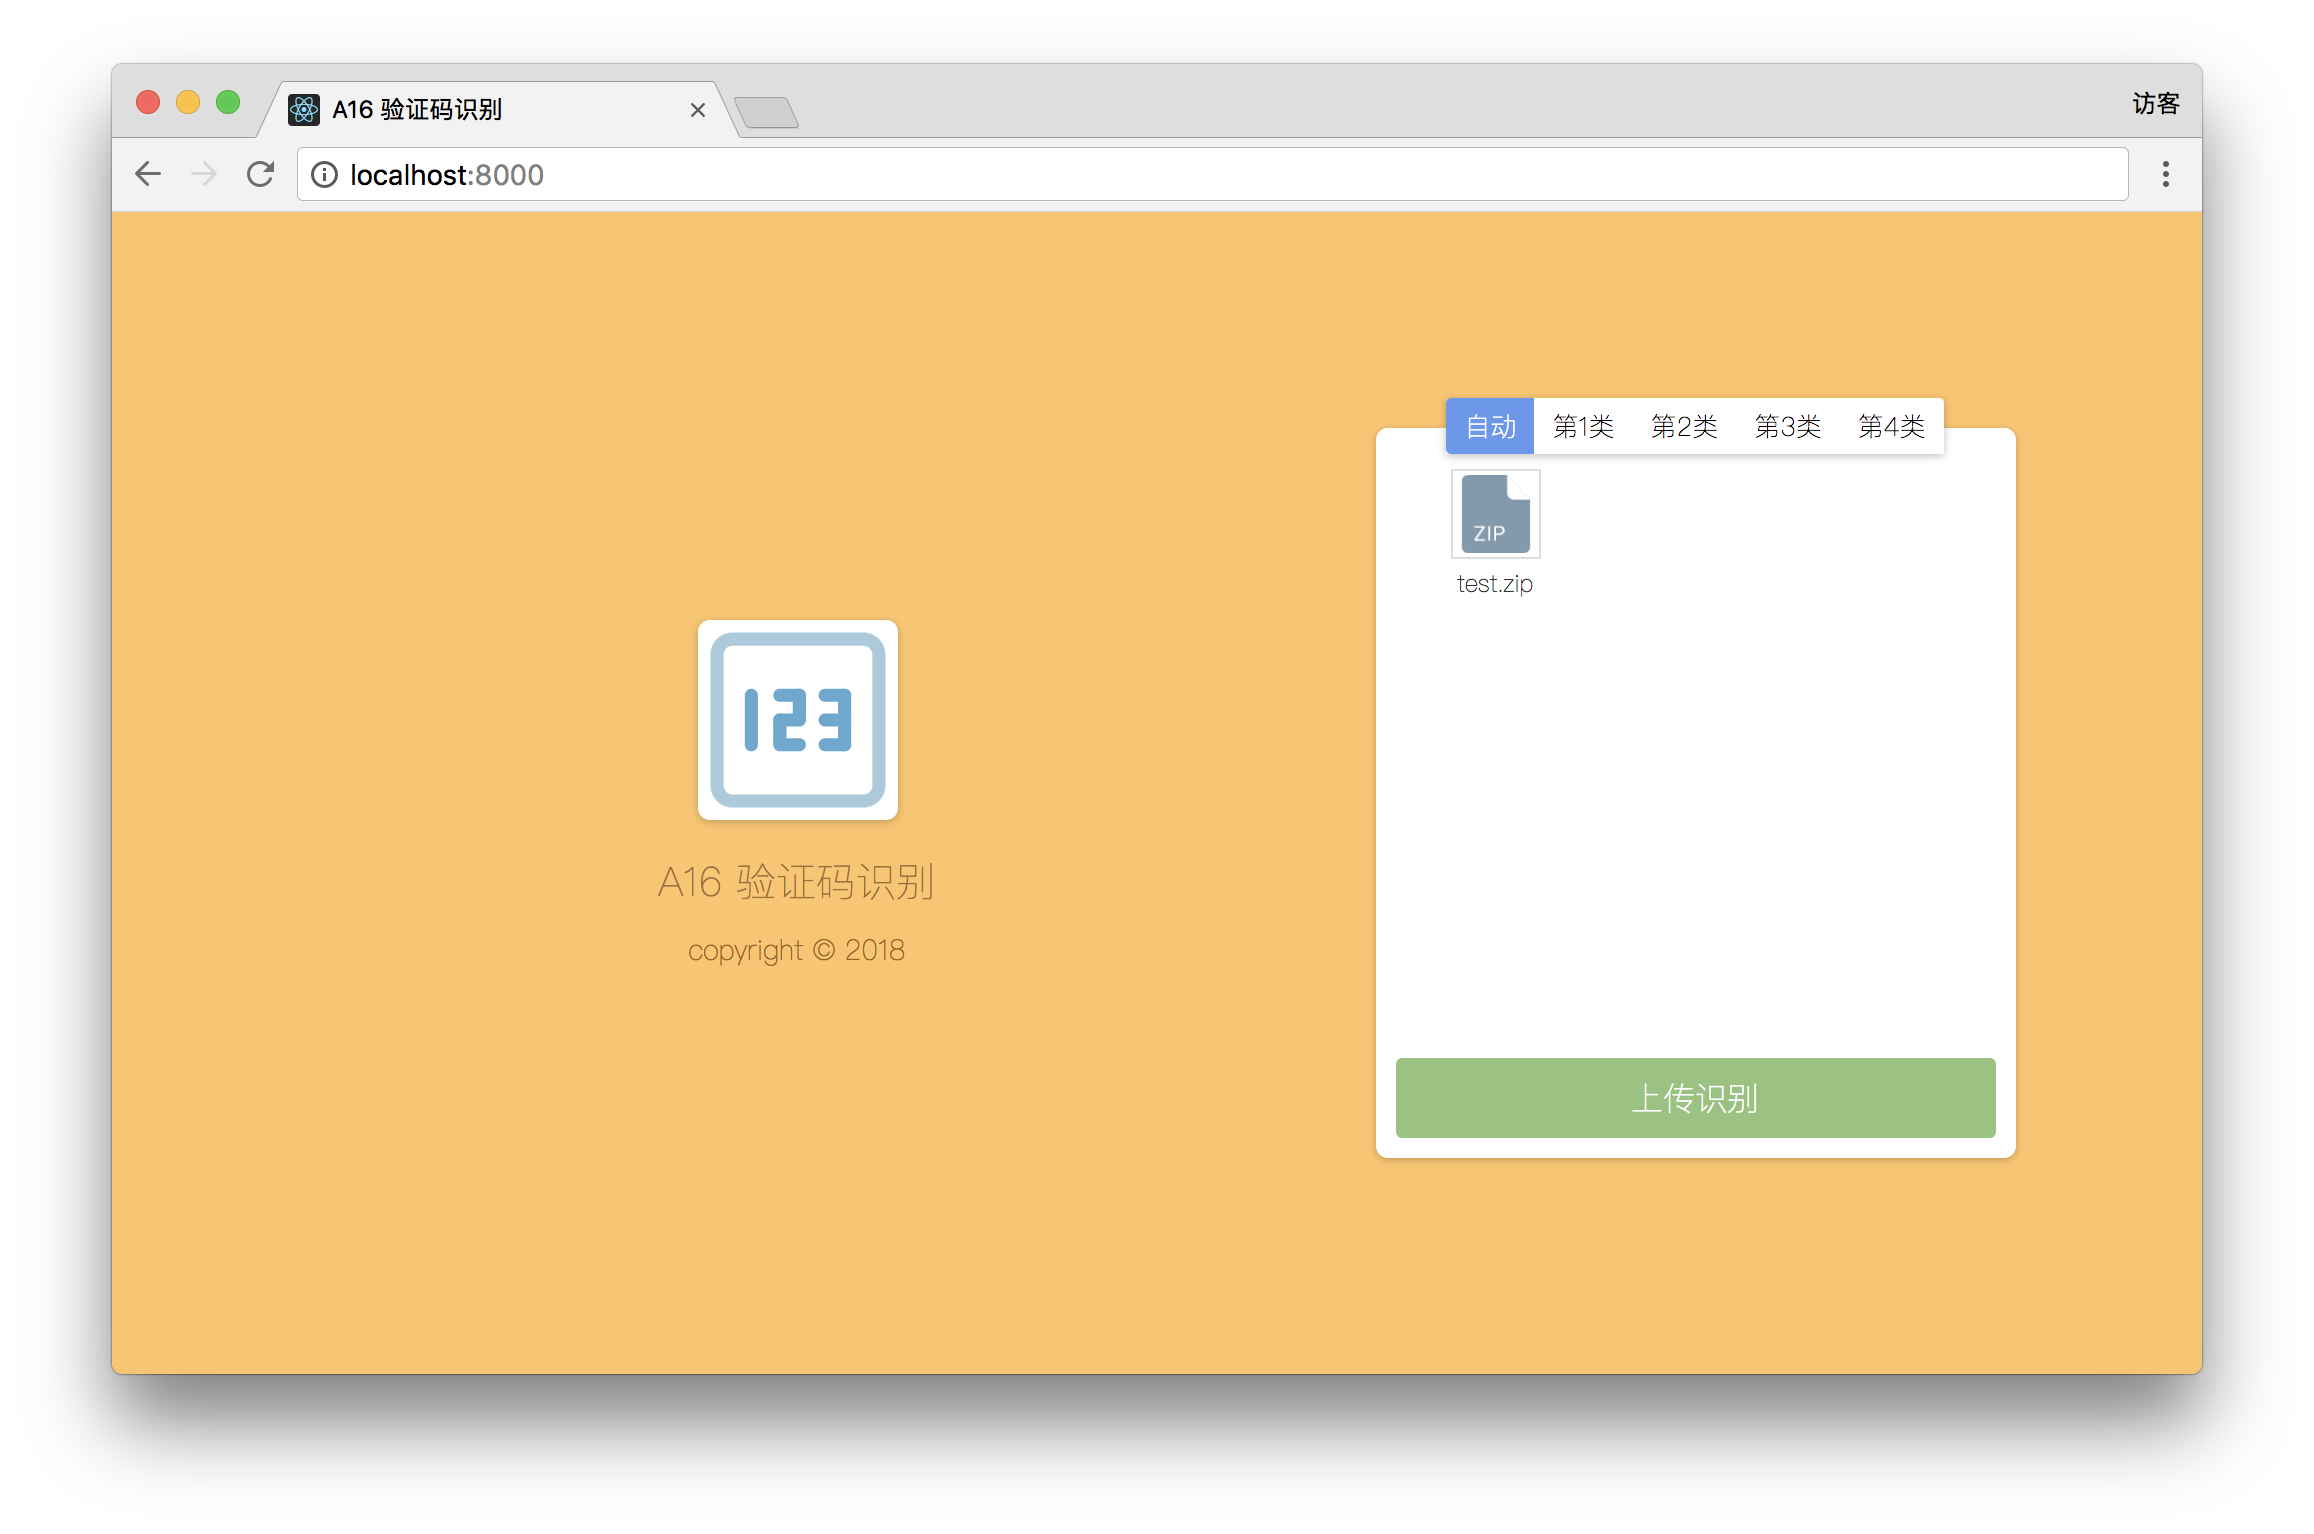 A16 验证码识别
访客
localhost:8000
自动 第1类 第2类 第3类 第4类
ZIP
test.zip
123
A16 验证码识别
copyright © 2018
上传识别